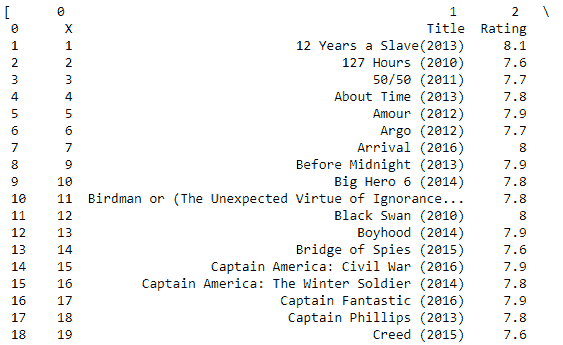 [ 0 1 2 \
0 X Title Rating
1 1 12 Years a Slave(2013) 8.1
2 2 127 Hours (2010) 7.6
3 3 50/50 (2011) 7.7
4 4 About Time (2013) 7.8
5 5 Amour (2012) 7.9
6 6 Argo (2012) 7.7
7 7 Arrival (2016) 8
8 9 Before Midnight (2013) 7.9
9 10 Big Hero 6 (2014) 7.8
10 11 Birdman or (The Unexpected Virtue of Ignorance... 7.8
11 12 Black Swan (2010) 8
12 13 Boyhood (2014) 7.9
13 14 Bridge of Spies (2015) 7.6
14 15 Captain America: Civil War (2016) 7.9
15 16 Captain America: The Winter Soldier (2014) 7.8
16 17 Captain Fantastic (2016) 7.9
17 18 Captain Phillips (2013) 7.8
18 19 Creed (2015) 7.6